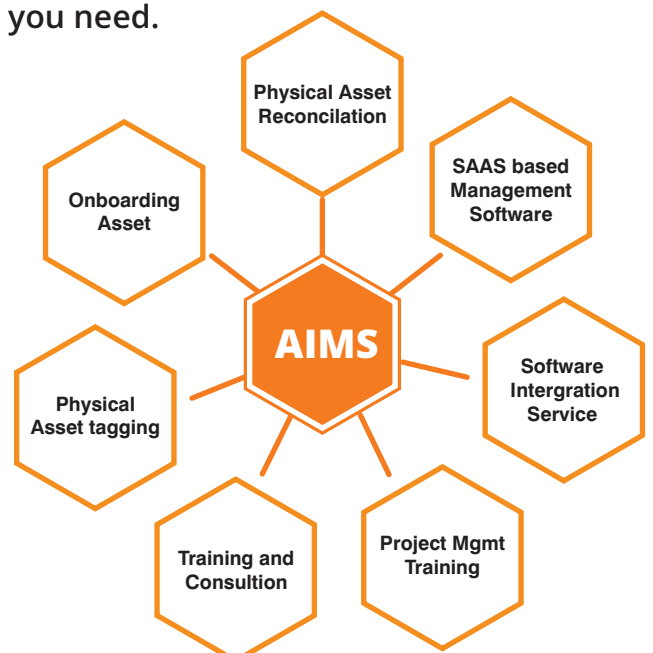 you need.
Physical Asset
Reconcilation
SAAS based
Management
Software
Onboarding
Asset
AIMS
Software
Intergration
Service
Physical
Asset tagging
Project Mgmt
Training
Training and
Consultion